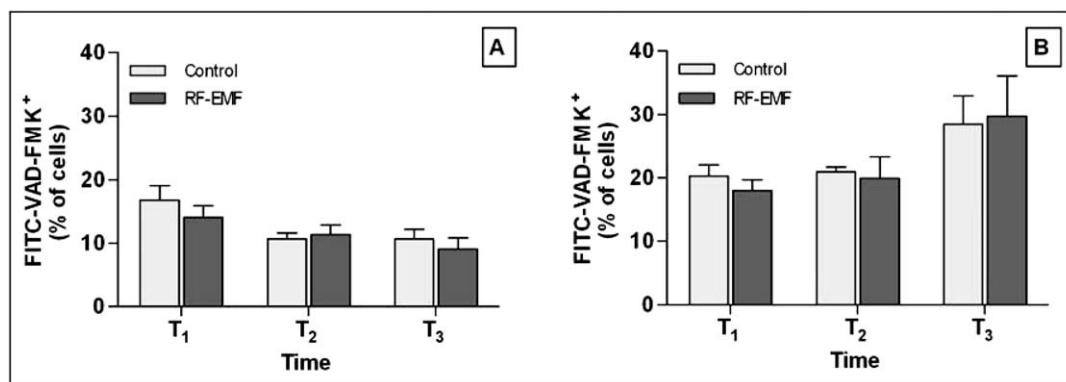 A
40
30
20
10
0
FITC-VAD-FMK⁺
(% of cells)
Control
RF-EMF
T₁ T₂ T₃
Time
B
40
30
20
10
0
FITC-VAD-FMK⁺
(% of cells)
Control
RF-EMF
T₁ T₂ T₃
Time